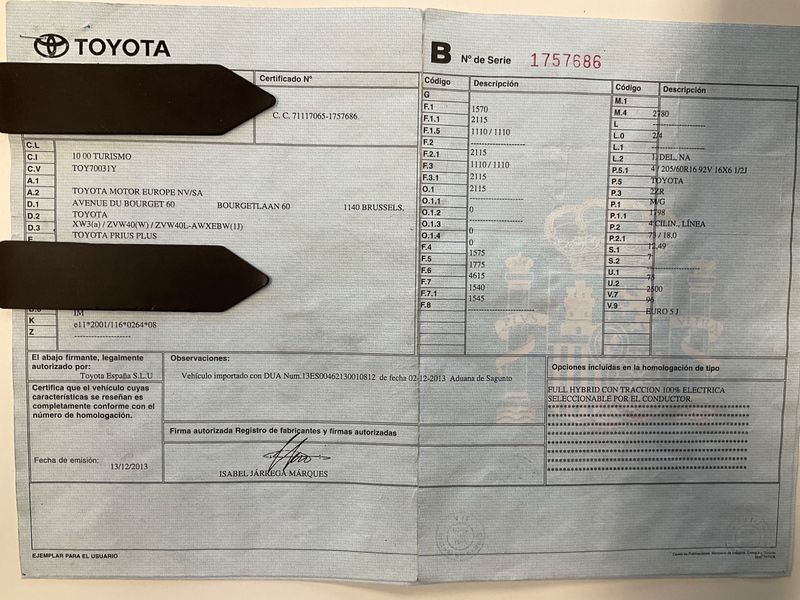 TOYOTA
B Nº de Serie 1757686
Certificado Nº
C. C. 71117065-1757686
C.L
C.I 10 00 TURISMO
C.V TOY70031Y
A.1
A.2 TOYOTA MOTOR EUROPE NV/SA
D.1 AVENUE DU BOURGET 60 BOURGETLAAN 60 1140 BRUSSELS,
D.2 TOYOTA
D.3 XW3(a) / ZVW40(W) / ZVW40L-AWXEBW(1J)
TOYOTA PRIUS PLUS
1M
K e11*2001/116*0264*08
Z --------------------
Código Descripción
G
F.1 1570
F.1.1 2115
F.1.5 1110 / 1110
F.2 --------------------
F.2.1 2115
F.3 1110 / 1110
F.3.1 2115
O.1 2115
O.1.1 --------------------
O.1.2 0
O.1.3 0
O.1.4 0
F.4 1575
F.5 1775
F.6 4615
F.7 1540
F.7.1 1545
F.8 --------------------
Código Descripción
M.1
M.4 2780
L --------------------
L.0 2/4
L.1 --------------------
L.2 1, DEL, NA
P.5.1 4 / 205/60R16 92V 16X6 1/2J
P.5 TOYOTA
P.3 2ZR
P.1 M/G
P.1.1 1798
P.2 4 CILIN., LÍNEA
P.2.1 73 / 18,0
S.1 12,49
S.2 7
U.1 --------------------
U.2 75
V.7 2500
V.9 96
EURO 5 J
El abajo firmante, legalmente
autorizado por:
Toyota España S.L.U
Certifica que el vehículo cuyas
características se reseñan es
completamente conforme con el
número de homologación.
Fecha de emisión: 13/12/2013
Observaciones:
Vehículo importado con DUA Num.13ES00462130010812 de fecha 02-12-2013 Aduana de Sagunto
Firma autorizada Registro de fabricantes y firmas autorizadas
ISABEL JÁRREGA MÁRQUES
Opciones incluidas en la homologación de tipo
FULL HYBRID CON TRACCION 100% ELECTRICA
SELECCIONABLE POR EL CONDUCTOR.
EJEMPLAR PARA EL USUARIO